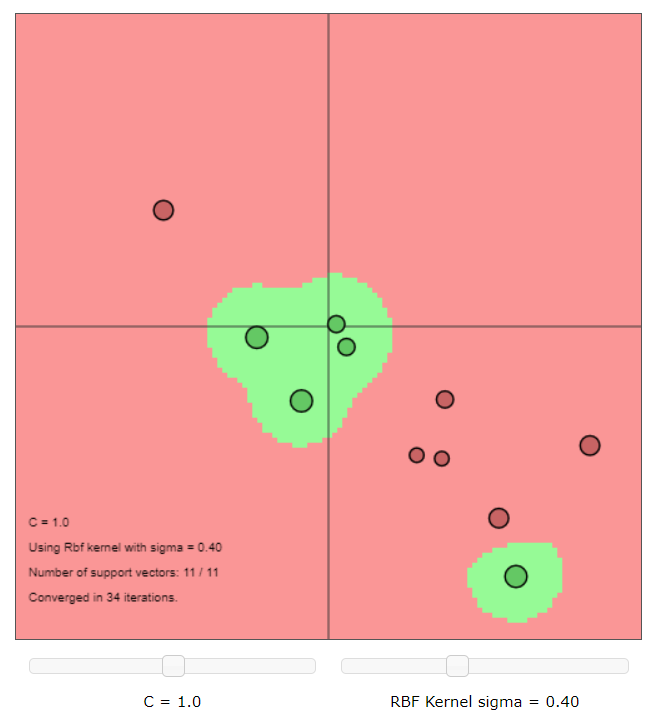 C = 1.0
Using Rbf kernel with sigma = 0.40
Number of support vectors: 11 / 11
Converged in 34 iterations.
C = 1.0
RBF Kernel sigma = 0.40